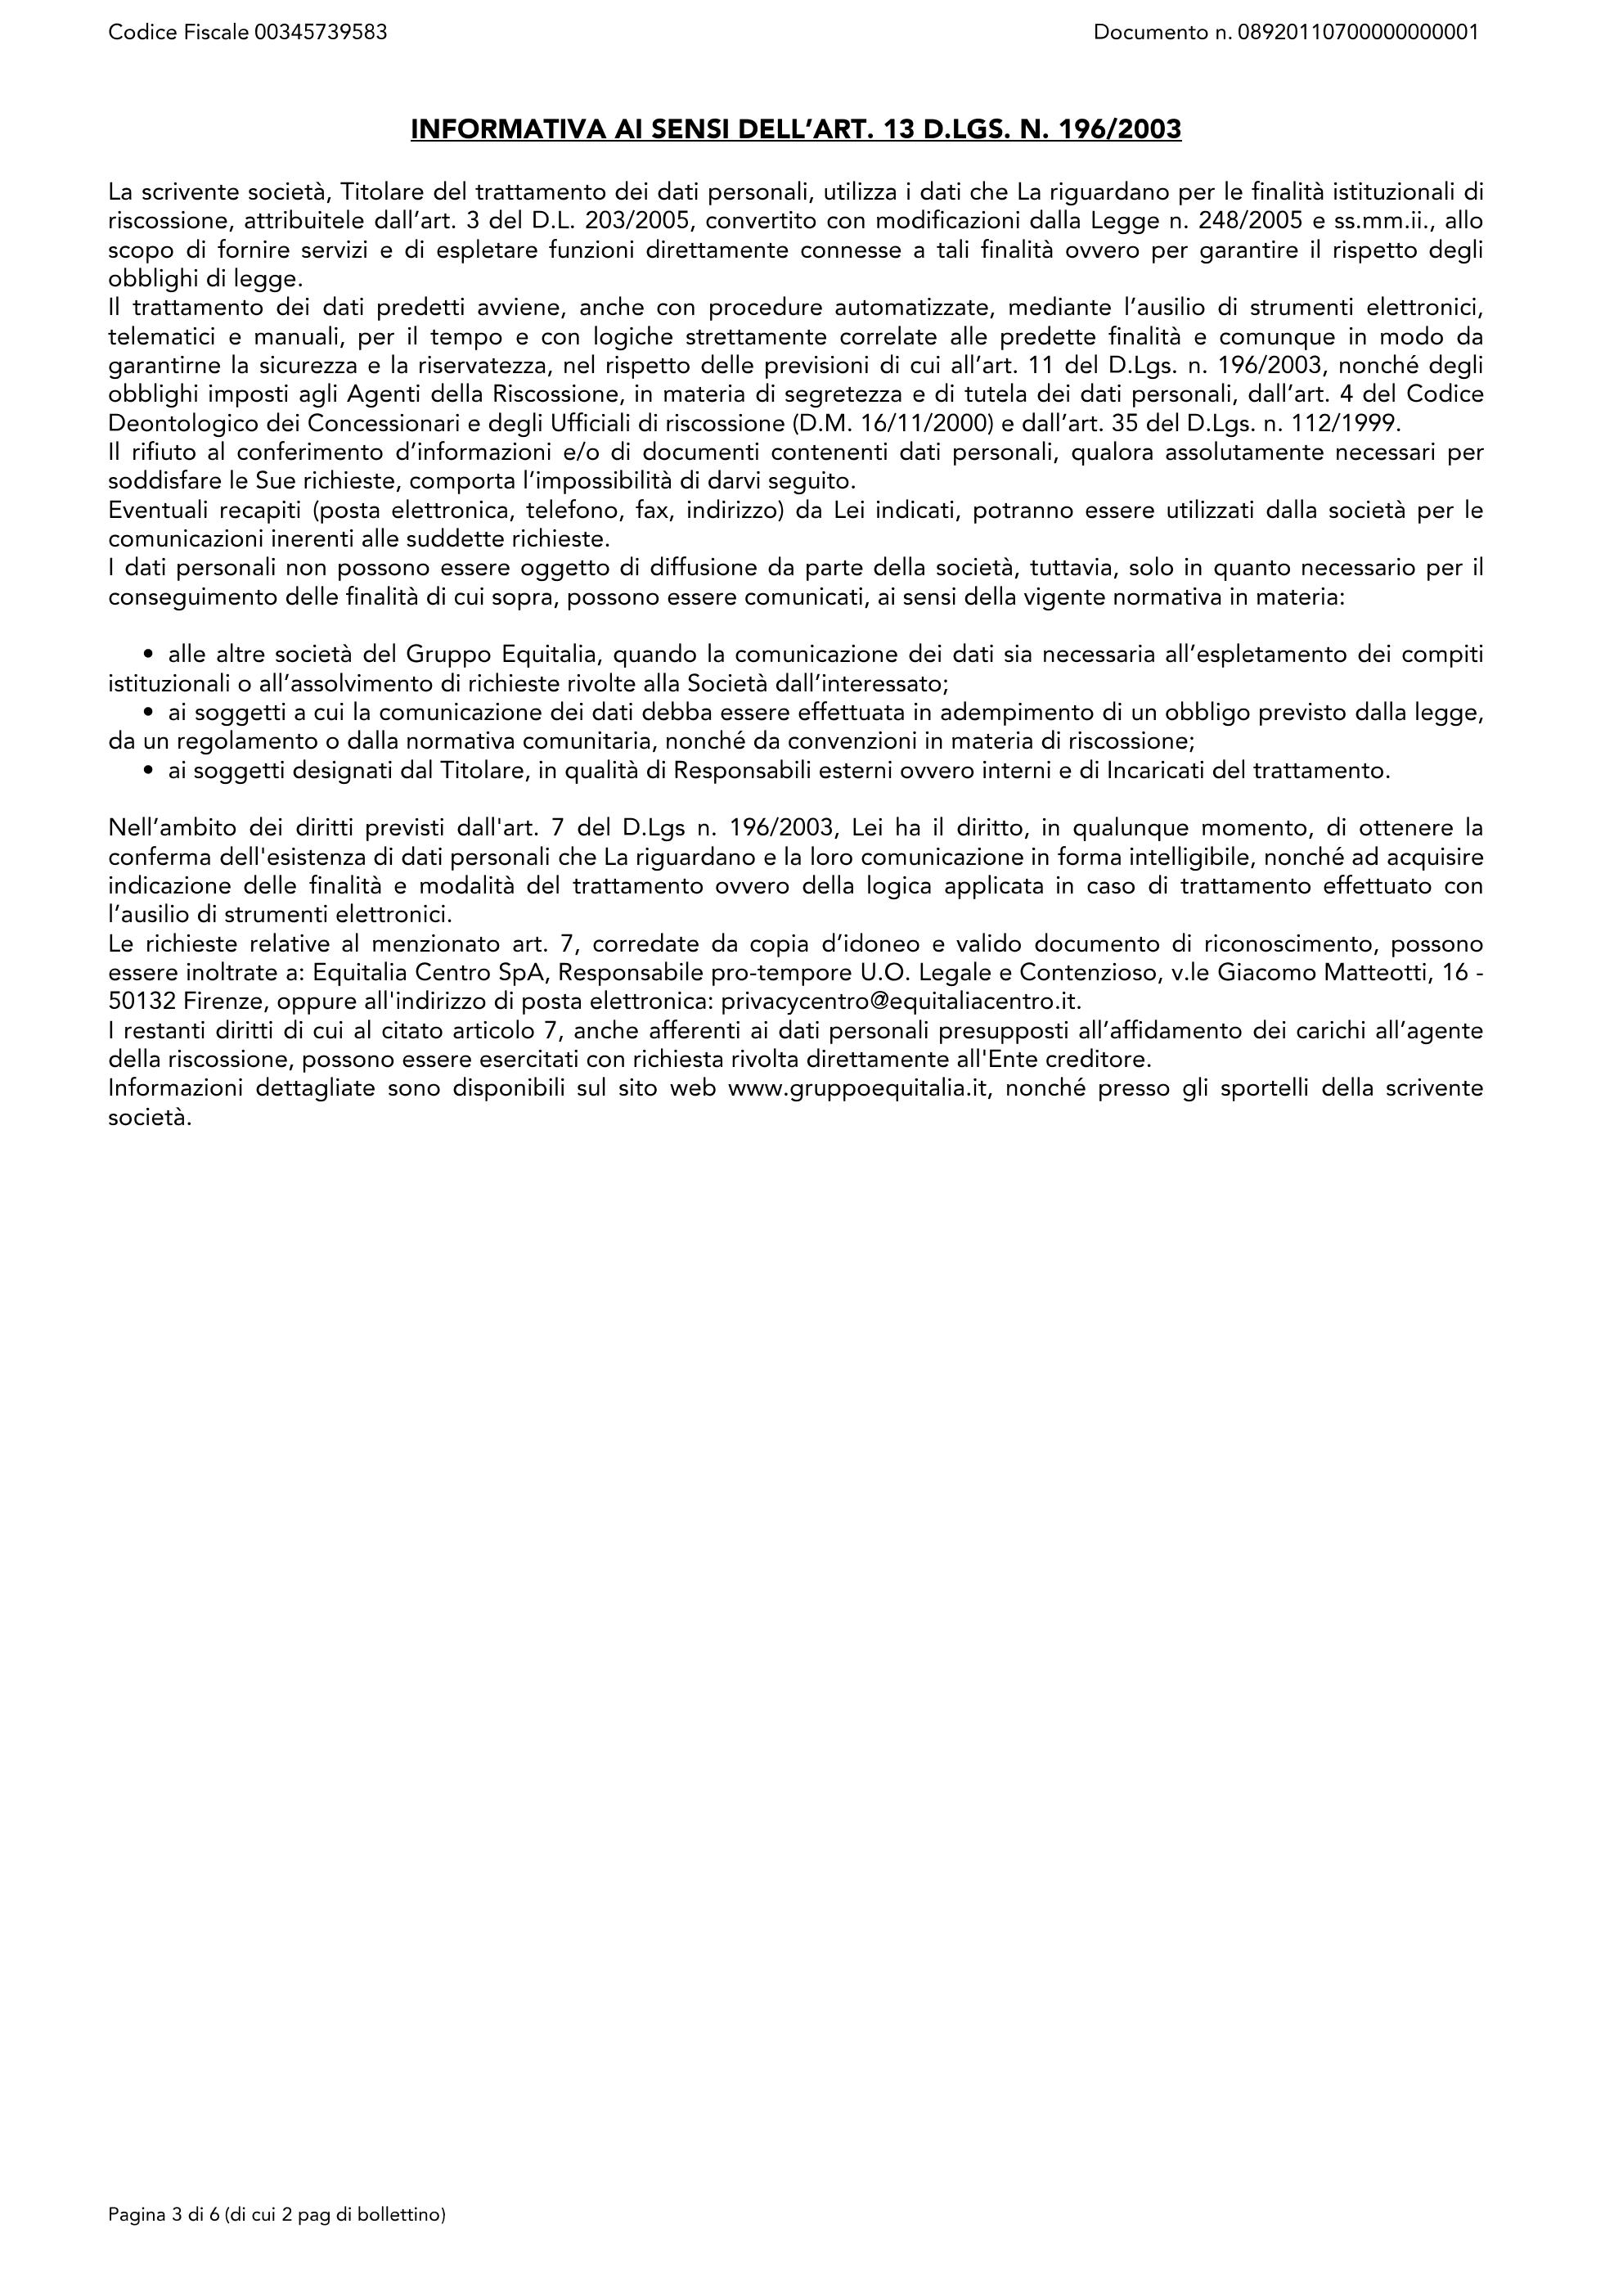 Codice Fiscale 00345739583
Documento n. 08920110700000000001
INFORMATIVA AI SENSI DELL’ART. 13 D.LGS. N. 196/2003
La scrivente società, Titolare del trattamento dei dati personali, utilizza i dati che La riguardano per le finalità istituzionali di
riscossione, attribuitele dall’art. 3 del D.L. 203/2005, convertito con modificazioni dalla Legge n. 248/2005 e ss.mm.ii., allo
scopo di fornire servizi e di espletare funzioni direttamente connesse a tali finalità ovvero per garantire il rispetto degli
obblighi di legge.
Il trattamento dei dati predetti avviene, anche con procedure automatizzate, mediante l’ausilio di strumenti elettronici,
telematici e manuali, per il tempo e con logiche strettamente correlate alle predette finalità e comunque in modo da
garantirne la sicurezza e la riservatezza, nel rispetto delle previsioni di cui all’art. 11 del D.Lgs. n. 196/2003, nonché degli
obblighi imposti agli Agenti della Riscossione, in materia di segretezza e di tutela dei dati personali, dall’art. 4 del Codice
Deontologico dei Concessionari e degli Ufficiali di riscossione (D.M. 16/11/2000) e dall’art. 35 del D.Lgs. n. 112/1999.
Il rifiuto al conferimento d’informazioni e/o di documenti contenenti dati personali, qualora assolutamente necessari per
soddisfare le Sue richieste, comporta l’impossibilità di darvi seguito.
Eventuali recapiti (posta elettronica, telefono, fax, indirizzo) da Lei indicati, potranno essere utilizzati dalla società per le
comunicazioni inerenti alle suddette richieste.
I dati personali non possono essere oggetto di diffusione da parte della società, tuttavia, solo in quanto necessario per il
conseguimento delle finalità di cui sopra, possono essere comunicati, ai sensi della vigente normativa in materia:
• alle altre società del Gruppo Equitalia, quando la comunicazione dei dati sia necessaria all’espletamento dei compiti
istituzionali o all’assolvimento di richieste rivolte alla Società dall’interessato;
• ai soggetti a cui la comunicazione dei dati debba essere effettuata in adempimento di un obbligo previsto dalla legge,
da un regolamento o dalla normativa comunitaria, nonché da convenzioni in materia di riscossione;
• ai soggetti designati dal Titolare, in qualità di Responsabili esterni ovvero interni e di Incaricati del trattamento.
Nell’ambito dei diritti previsti dall'art. 7 del D.Lgs n. 196/2003, Lei ha il diritto, in qualunque momento, di ottenere la
conferma dell'esistenza di dati personali che La riguardano e la loro comunicazione in forma intelligibile, nonché ad acquisire
indicazione delle finalità e modalità del trattamento ovvero della logica applicata in caso di trattamento effettuato con
l’ausilio di strumenti elettronici.
Le richieste relative al menzionato art. 7, corredate da copia d’idoneo e valido documento di riconoscimento, possono
essere inoltrate a: Equitalia Centro SpA, Responsabile pro-tempore U.O. Legale e Contenzioso, v.le Giacomo Matteotti, 16 -
50132 Firenze, oppure all'indirizzo di posta elettronica: privacycentro@equitaliacentro.it.
I restanti diritti di cui al citato articolo 7, anche afferenti ai dati personali presupposti all’affidamento dei carichi all’agente
della riscossione, possono essere esercitati con richiesta rivolta direttamente all'Ente creditore.
Informazioni dettagliate sono disponibili sul sito web www.gruppoequitalia.it, nonché presso gli sportelli della scrivente
società.
Pagina 3 di 6 (di cui 2 pag di bollettino)